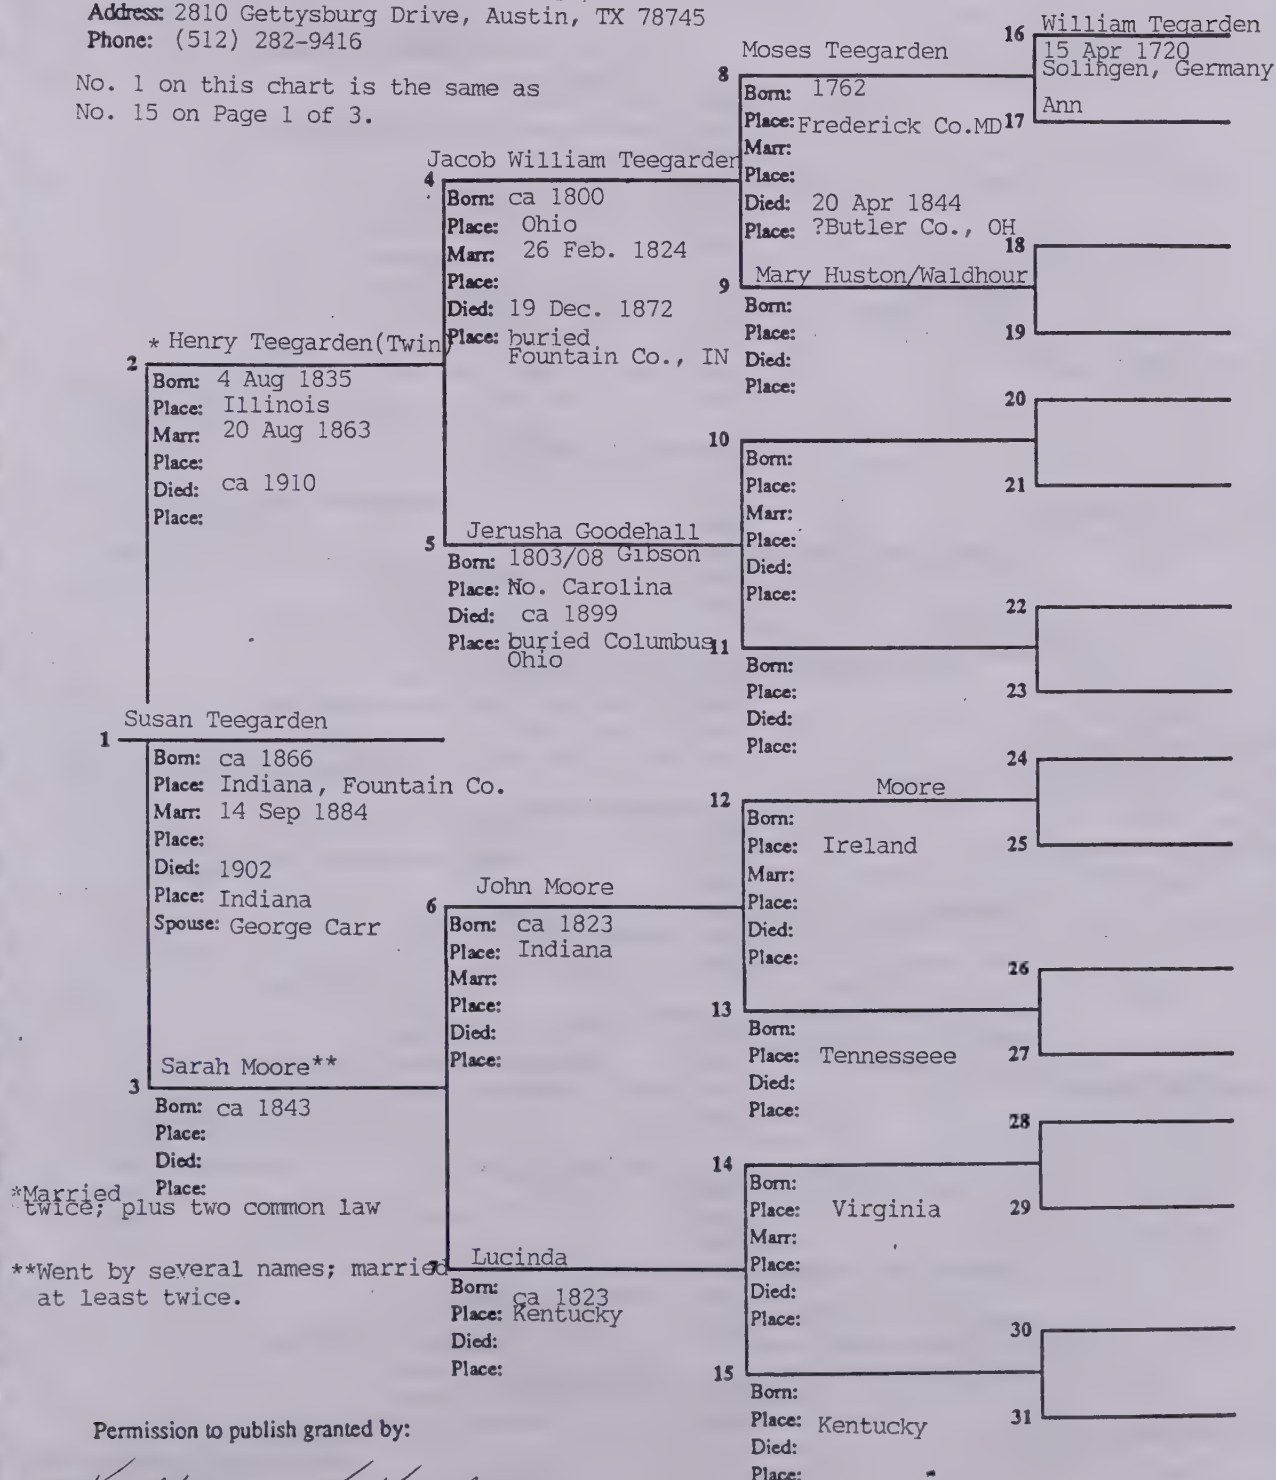 Address: 2810 Gettysburg Drive, Austin, TX 78745
Phone: (512) 282-9416
No. 1 on this chart is the same as
No. 15 on Page 1 of 3.
Susan Teegarden
1
Born: ca 1866
Place: Indiana, Fountain Co.
Marr: 14 Sep 1884
Place:
Died: 1902
Place: Indiana
Spouse: George Carr
* Henry Teegarden(Twin)
2
Born: 4 Aug 1835
Place: Illinois
Marr: 20 Aug 1863
Place:
Died: ca 1910
Place:
Sarah Moore**
3
Born: ca 1843
Place:
Died:
Place:
*Married
twice; plus two common law
**Went by several names; married
at least twice.
Jacob William Teegarden
4
Born: ca 1800
Place: Ohio
Marr: 26 Feb. 1824
Place:
Died: 19 Dec. 1872
Place: buried
Fountain Co., IN
Jerusha Goodehall
5
Born: 1803/08 Gibson
Place: No. Carolina
Died: ca 1899
Place: buried Columbus
Ohio
John Moore
6
Born: ca 1823
Place: Indiana
Marr:
Place:
Died:
Place:
Lucinda
7
Born: ca 1823
Place: Kentucky
Died:
Place:
Moses Teegarden
8
Born: 1762
Place: Frederick Co.MD
Marr:
Place:
Died: 20 Apr 1844
Place: ?Butler Co., OH
Mary Huston/Waldhour
9
Born:
Place:
Died:
Place:
10
Born:
Place:
Marr:
Place:
Died:
Place:
11
Born:
Place:
Died:
Place:
Moore
12
Born:
Place: Ireland
Marr:
Place:
Died:
Place:
13
Born:
Place: Tennesseee
Died:
Place:
14
Born:
Place: Virginia
Marr:
Place:
Died:
Place:
15
Born:
Place: Kentucky
Died:
Place:
16 William Tegarden
15 Apr 1720
Solingen, Germany
Ann
17
18
19
20
21
22
23
24
25
26
27
28
29
30
31
Permission to publish granted by: